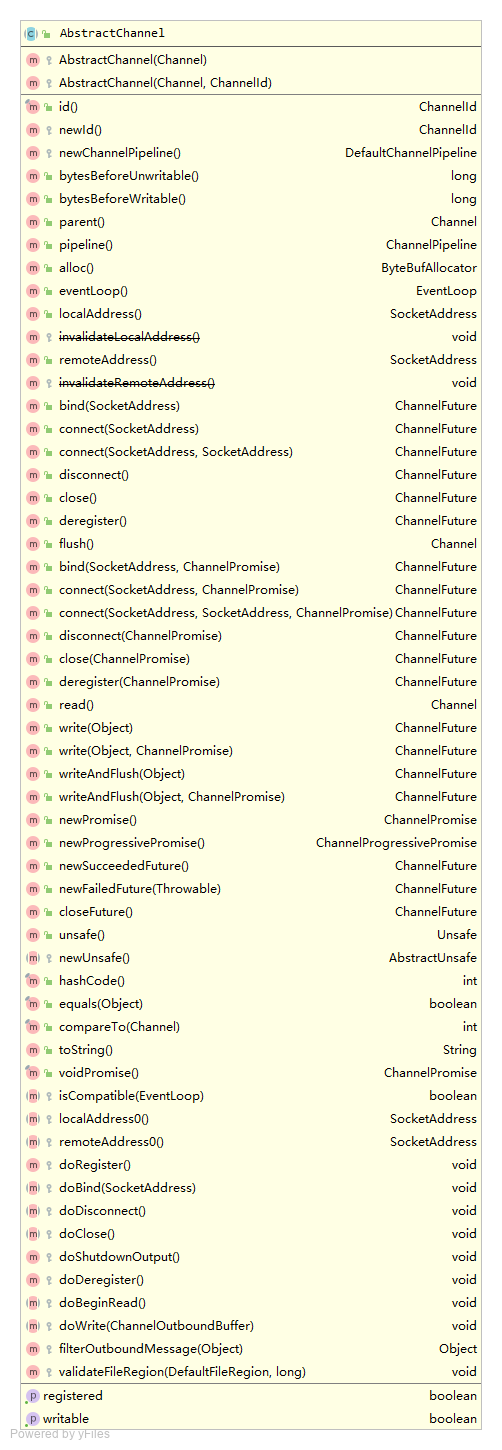 AbstractChannel
AbstractChannel(Channel)
AbstractChannel(Channel, ChannelId)
id() ChannelId
newId() ChannelId
newChannelPipeline() DefaultChannelPipeline
bytesBeforeUnwritable() long
bytesBeforeWritable() long
parent() Channel
pipeline() ChannelPipeline
alloc() ByteBufAllocator
eventLoop() EventLoop
localAddress() SocketAddress
invalidateLocalAddress() void
remoteAddress() SocketAddress
invalidateRemoteAddress() void
bind(SocketAddress) ChannelFuture
connect(SocketAddress) ChannelFuture
connect(SocketAddress, SocketAddress) ChannelFuture
disconnect() ChannelFuture
close() ChannelFuture
deregister() ChannelFuture
flush() Channel
bind(SocketAddress, ChannelPromise) ChannelFuture
connect(SocketAddress, ChannelPromise) ChannelFuture
connect(SocketAddress, SocketAddress, ChannelPromise) ChannelFuture
disconnect(ChannelPromise) ChannelFuture
close(ChannelPromise) ChannelFuture
deregister(ChannelPromise) ChannelFuture
read() Channel
write(Object) ChannelFuture
write(Object, ChannelPromise) ChannelFuture
writeAndFlush(Object) ChannelFuture
writeAndFlush(Object, ChannelPromise) ChannelFuture
newPromise() ChannelPromise
newProgressivePromise() ChannelProgressivePromise
newSucceededFuture() ChannelFuture
newFailedFuture(Throwable) ChannelFuture
closeFuture() ChannelFuture
unsafe() Unsafe
newUnsafe() AbstractUnsafe
hashCode() int
equals(Object) boolean
compareTo(Channel) int
toString() String
voidPromise() ChannelPromise
isCompatible(EventLoop) boolean
localAddress0() SocketAddress
remoteAddress0() SocketAddress
doRegister() void
doBind(SocketAddress) void
doDisconnect() void
doClose() void
doShutdownOutput() void
doDeregister() void
doBeginRead() void
doWrite(ChannelOutboundBuffer) void
filterOutboundMessage(Object) Object
validateFileRegion(DefaultFileRegion, long) void
registered boolean
writable boolean
Powered by yFiles